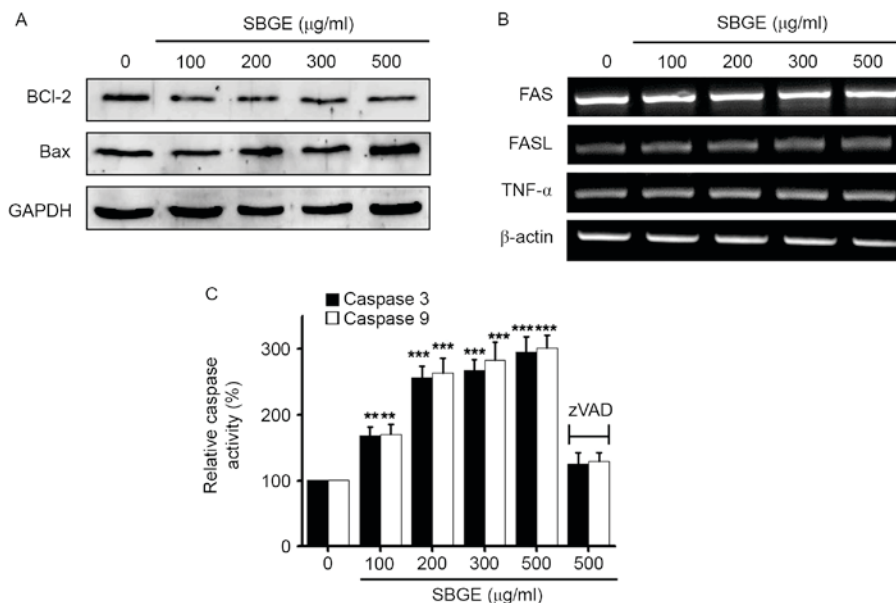 A
SBGE (μg/ml)
0 100 200 300 500
BCl-2
Bax
GAPDH
B
SBGE (μg/ml)
0 100 200 300 500
FAS
FASL
TNF-α
β-actin
C
Caspase 3
Caspase 9
Relative caspase
activity (%)
300
200
100
0
** **
*** ***
*** ***
*** ***
zVAD
0 100 200 300 500 500
SBGE (μg/ml)